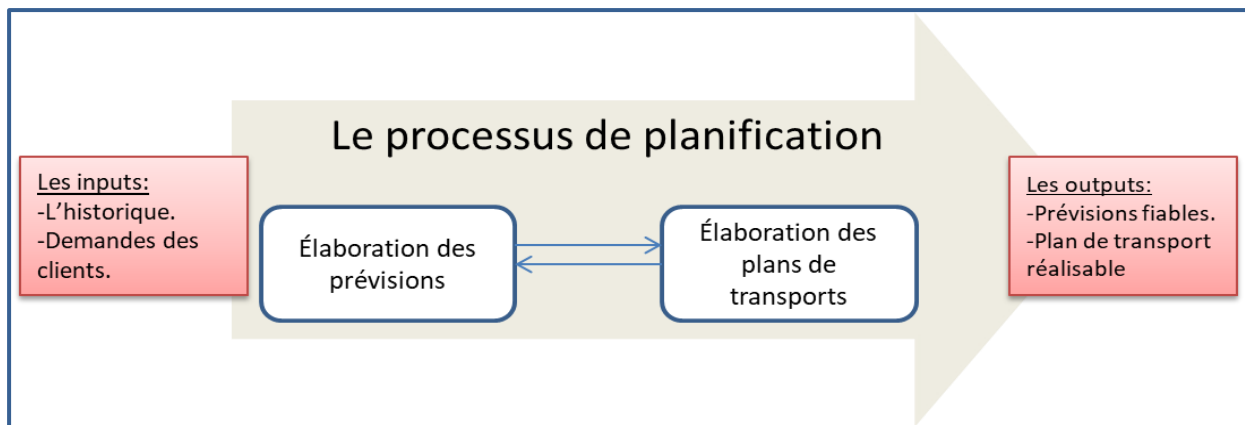 Le processus de planification
Les inputs:
-L'historique.
-Demandes des
clients.
Élaboration des
prévisions
Élaboration des
plans de
transports
Les outputs:
-Prévisions fiables.
-Plan de transport
réalisable